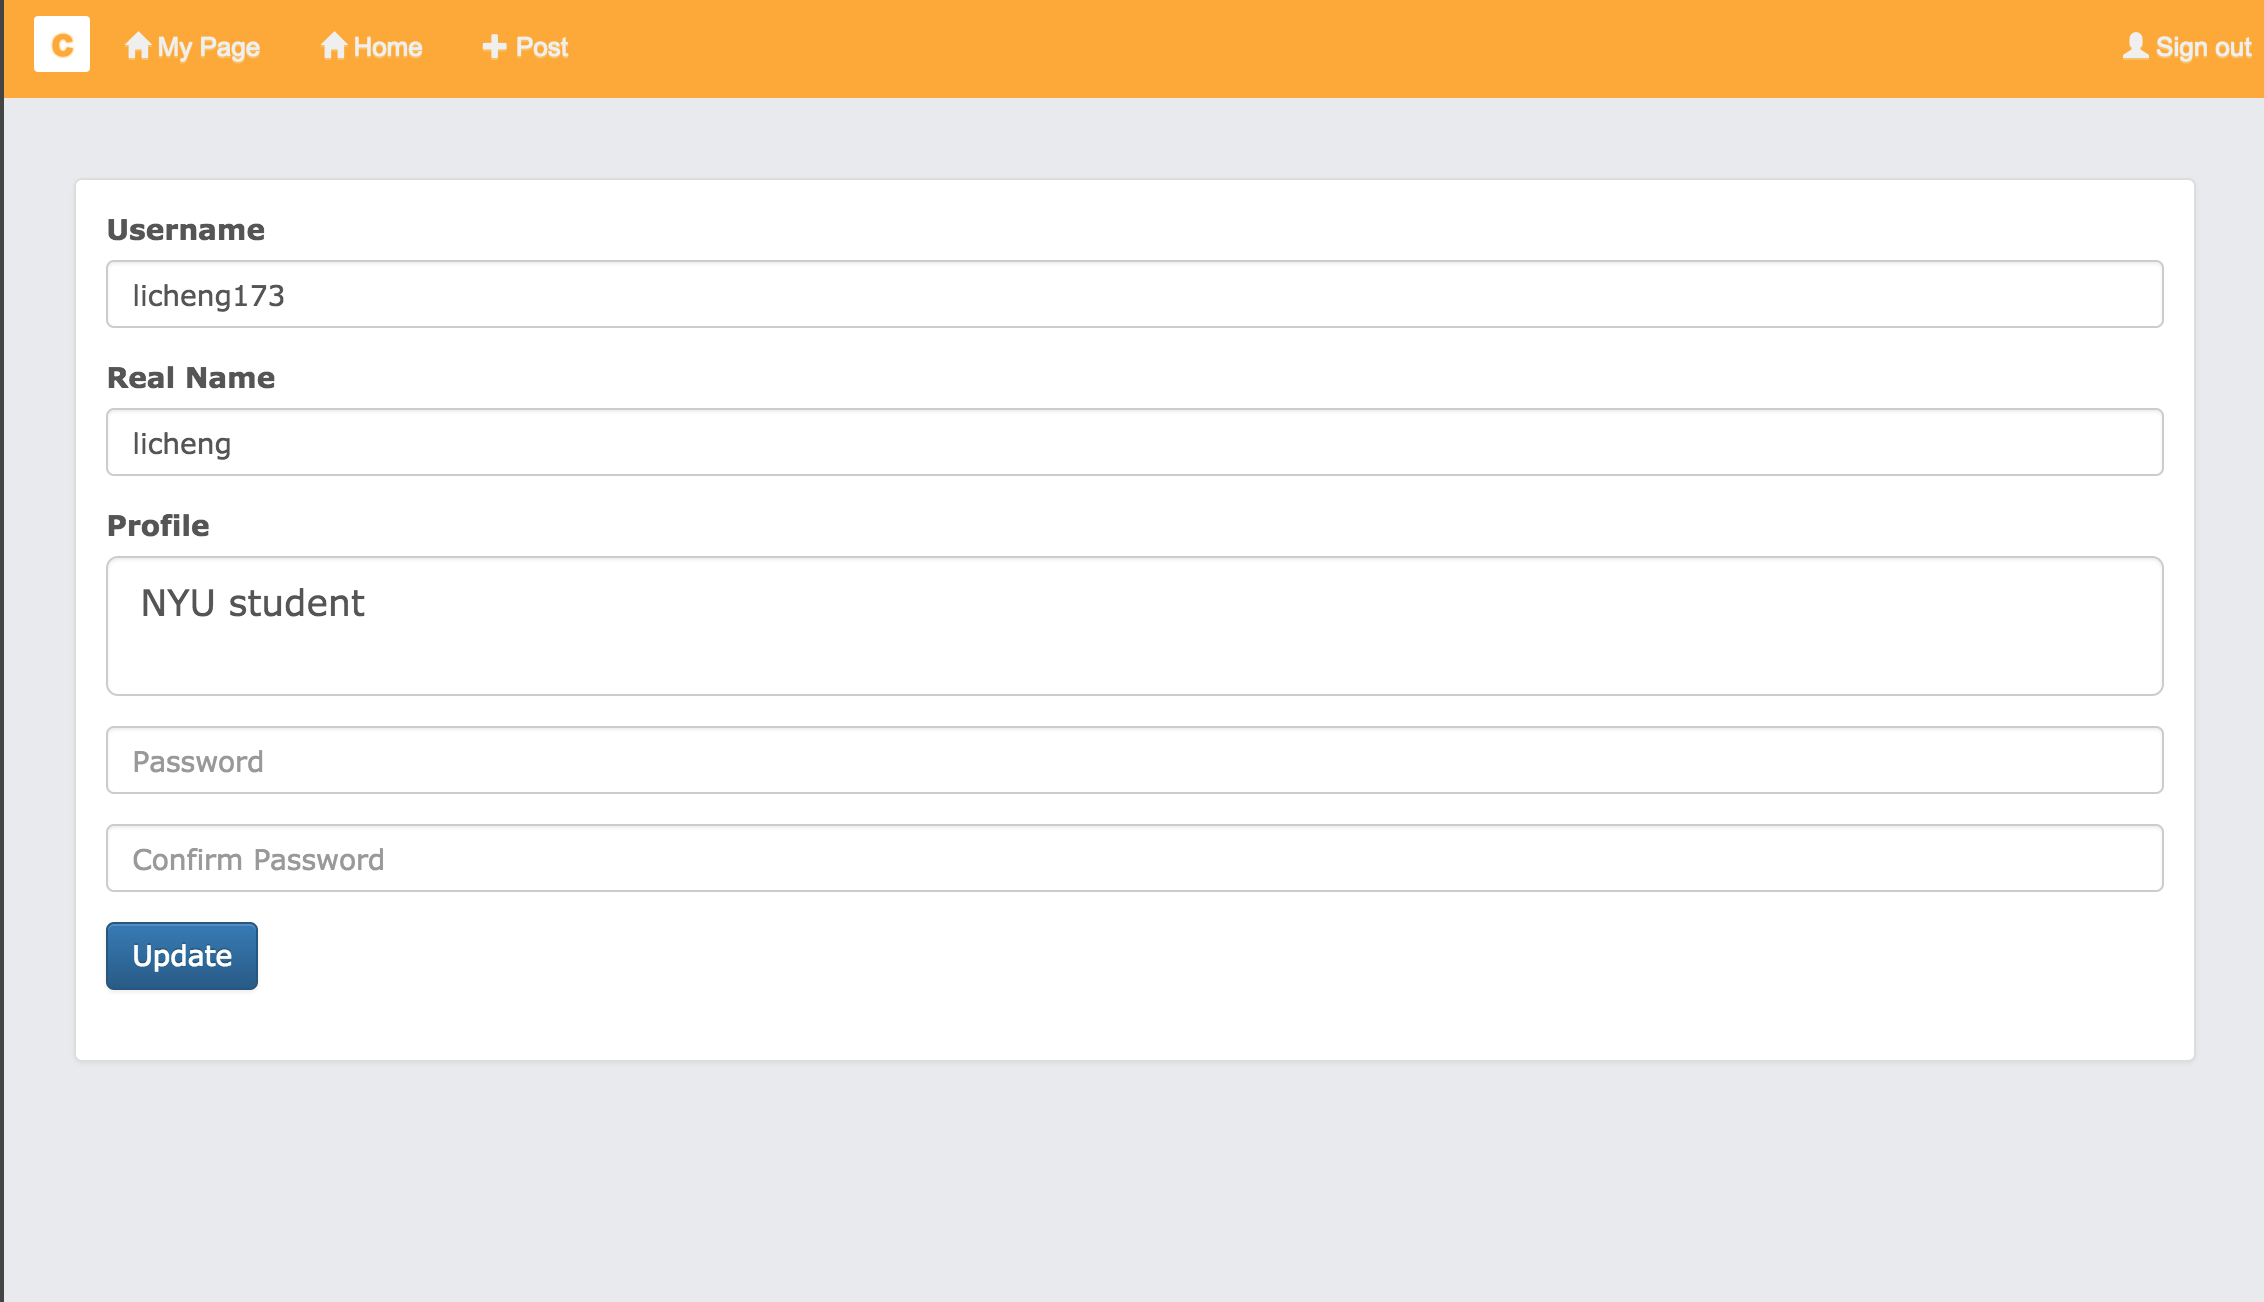 C My Page Home Post Sign out
Username
licheng173
Real Name
licheng
Profile
NYU student
Password
Confirm Password
Update